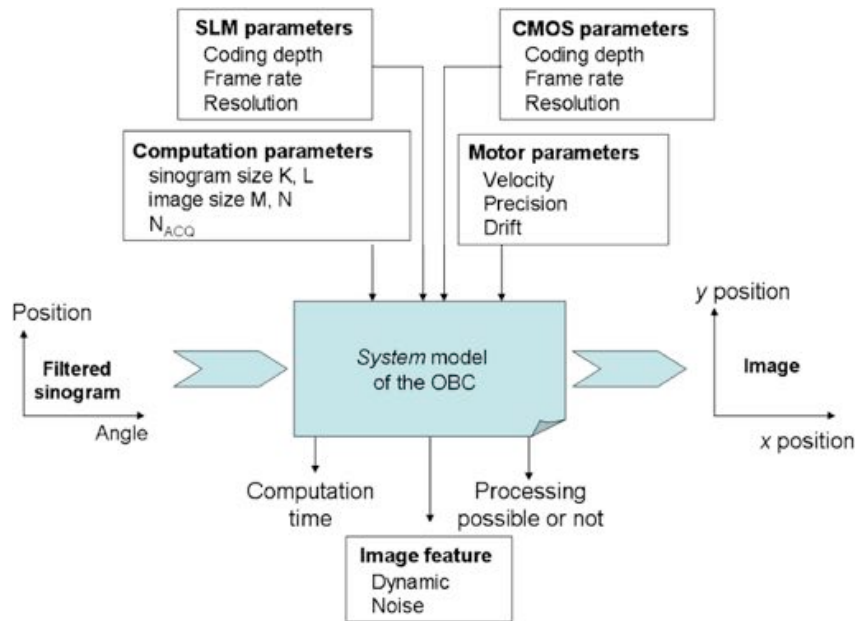 SLM parameters
Coding depth
Frame rate
Resolution
CMOS parameters
Coding depth
Frame rate
Resolution
Computation parameters
sinogram size K, L
image size M, N
N_ACQ
Motor parameters
Velocity
Precision
Drift
Position
Filtered
sinogram
Angle
System model
of the OBC
y position
Image
x position
Computation
time
Processing
possible or not
Image feature
Dynamic
Noise